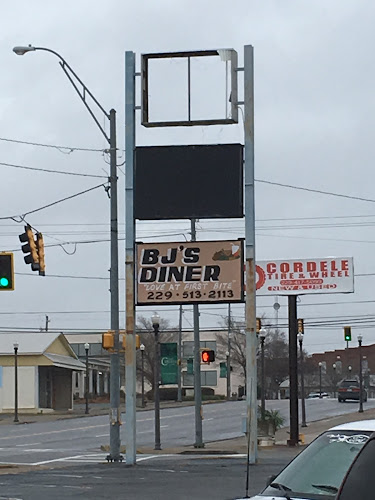 BJ'S
DINER
"LOVE AT FIRST BITE"
229 · 513 · 2113
CORDELE
TIRE & WHEEL
NEW & USED